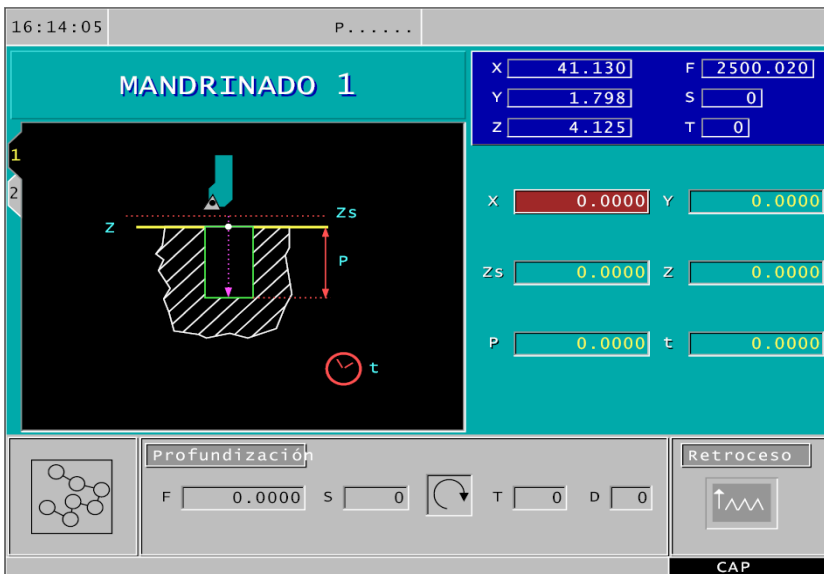 16:14:05 P......
MANDRINADO 1
X 41.130 F 2500.020
Y 1.798 S 0
Z 4.125 T 0
1
2
Zs
Z
P
t
X 0.0000 Y 0.0000
Zs 0.0000 Z 0.0000
P 0.0000 t 0.0000
Profundización
F 0.0000 S 0 T 0 D 0
Retroceso
CAP